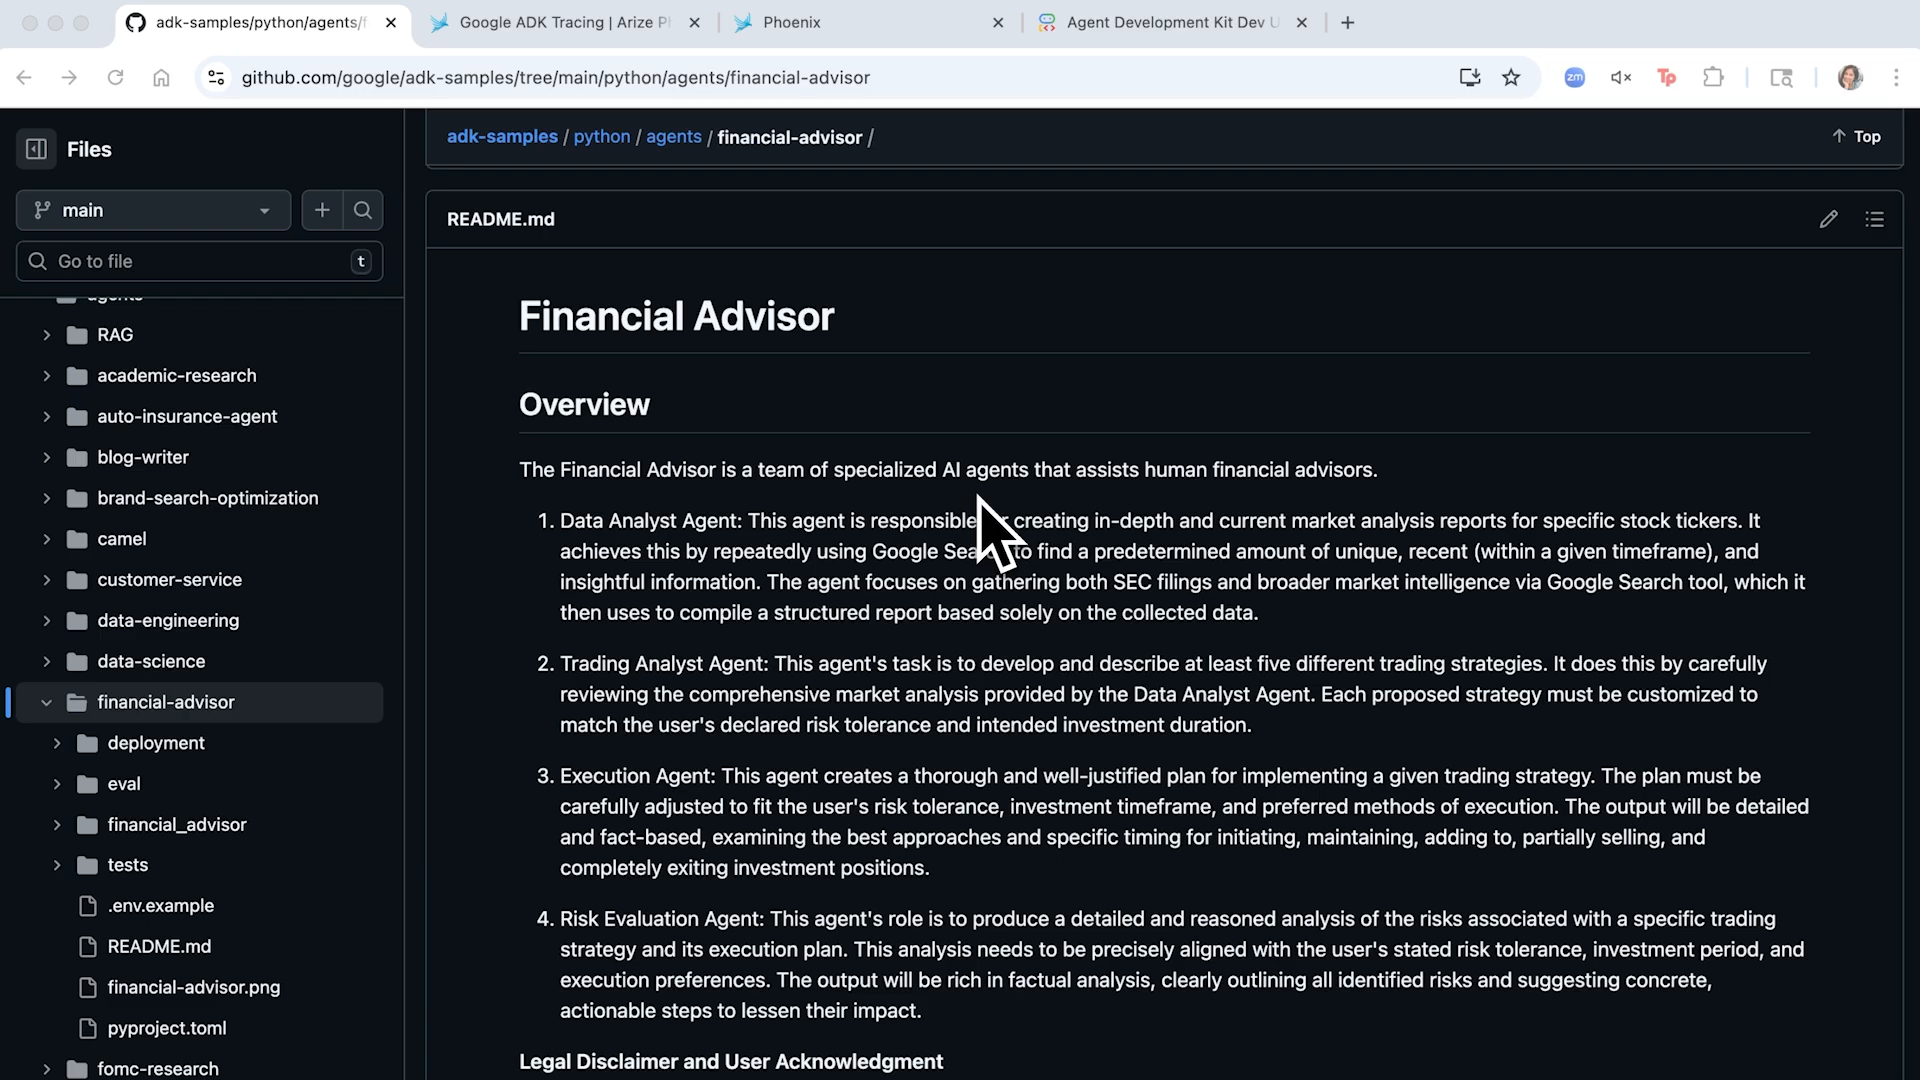 adk-samples/python/agents/f
Google ADK Tracing | Arize P
Phoenix
Agent Development Kit Dev U
github.com/google/adk-samples/tree/main/python/agents/financial-advisor
zm
Tp
Files
main
Go to file
t
agents
RAG
academic-research
auto-insurance-agent
blog-writer
brand-search-optimization
camel
customer-service
data-engineering
data-science
financial-advisor
deployment
eval
financial_advisor
tests
.env.example
README.md
financial-advisor.png
pyproject.toml
fomc-research
adk-samples / python / agents / financial-advisor /
Top
README.md
Financial Advisor
Overview
The Financial Advisor is a team of specialized AI agents that assists human financial advisors.
1. Data Analyst Agent: This agent is responsible creating in-depth and current market analysis reports for specific stock tickers. It
achieves this by repeatedly using Google to find a predetermined amount of unique, recent (within a given timeframe), and
insightful information. The agent focuses on gathering both SEC filings and broader market intelligence via Google Search tool, which it
then uses to compile a structured report based solely on the collected data.
2. Trading Analyst Agent: This agent's task is to develop and describe at least five different trading strategies. It does this by carefully
reviewing the comprehensive market analysis provided by the Data Analyst Agent. Each proposed strategy must be customized to
match the user's declared risk tolerance and intended investment duration.
3. Execution Agent: This agent creates a thorough and well-justified plan for implementing a given trading strategy. The plan must be
carefully adjusted to fit the user's risk tolerance, investment timeframe, and preferred methods of execution. The output will be detailed
and fact-based, examining the best approaches and specific timing for initiating, maintaining, adding to, partially selling, and
completely exiting investment positions.
4. Risk Evaluation Agent: This agent's role is to produce a detailed and reasoned analysis of the risks associated with a specific trading
strategy and its execution plan. This analysis needs to be precisely aligned with the user's stated risk tolerance, investment period, and
execution preferences. The output will be rich in factual analysis, clearly outlining all identified risks and suggesting concrete,
actionable steps to lessen their impact.
Legal Disclaimer and User Acknowledgment